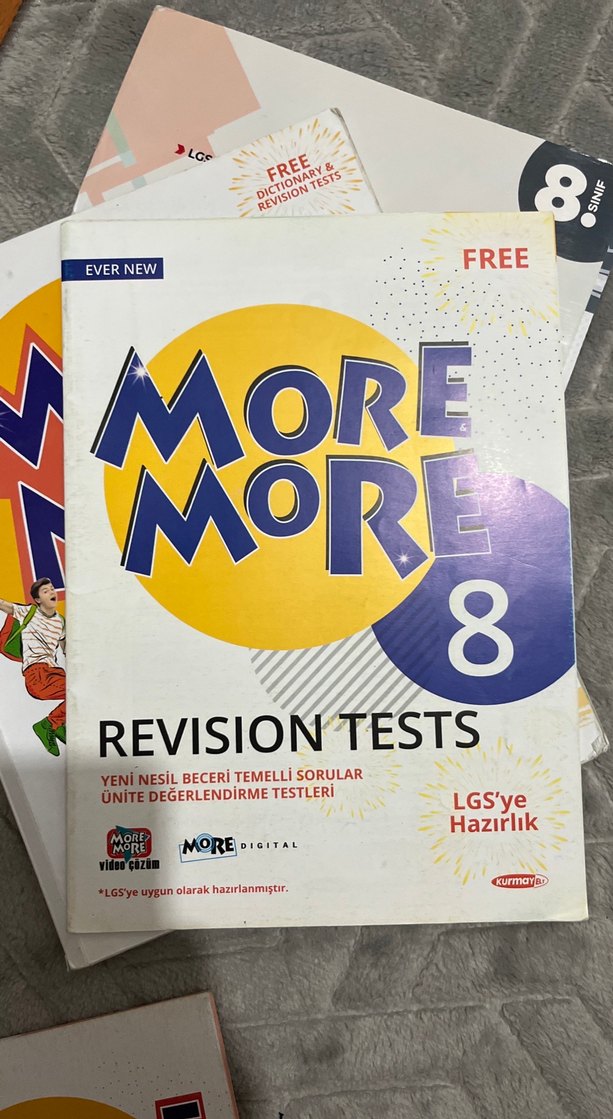 LGS
FREE
DICTIONARY &
REVISION TESTS
8.
SINIF
EVER NEW
FREE
MORE
&
MORE
8
REVISION TESTS
YENİ NESİL BECERİ TEMELLİ SORULAR
ÜNİTE DEĞERLENDİRME TESTLERİ
LGS'ye
Hazırlık
MORE & MORE
video çözüm
MORE DIGITAL
*LGS'ye uygun olarak hazırlanmıştır.
kurmay ELT